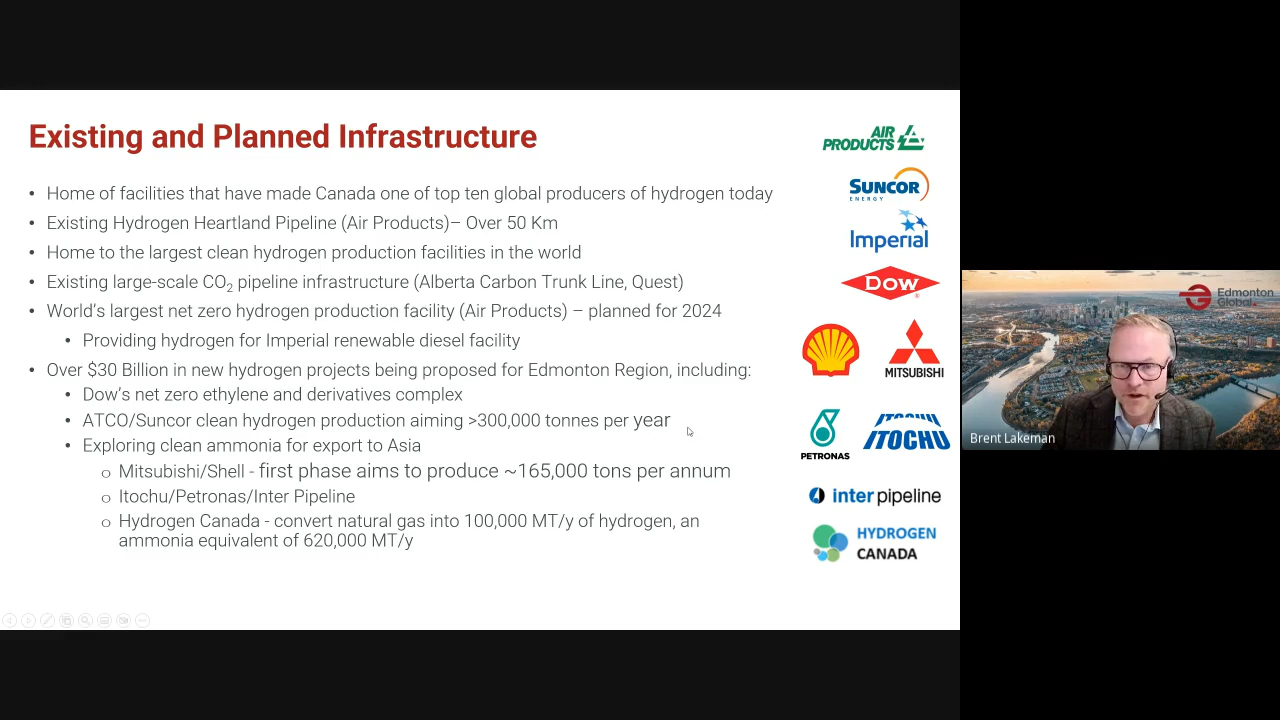 Existing and Planned Infrastructure
• Home of facilities that have made Canada one of top ten global producers of hydrogen today
• Existing Hydrogen Heartland Pipeline (Air Products)– Over 50 Km
• Home to the largest clean hydrogen production facilities in the world
• Existing large-scale CO₂ pipeline infrastructure (Alberta Carbon Trunk Line, Quest)
• World's largest net zero hydrogen production facility (Air Products) – planned for 2024
• Providing hydrogen for Imperial renewable diesel facility
• Over $30 Billion in new hydrogen projects being proposed for Edmonton Region, including:
• Dow's net zero ethylene and derivatives complex
• ATCO/Suncor clean hydrogen production aiming >300,000 tonnes per year
• Exploring clean ammonia for export to Asia
o Mitsubishi/Shell - first phase aims to produce ~165,000 tons per annum
o Itochu/Petronas/Inter Pipeline
o Hydrogen Canada - convert natural gas into 100,000 MT/y of hydrogen, an
ammonia equivalent of 620,000 MT/y
AIR
PRODUCTS
SUNCOR
ENERGY
Imperial
Dow
MITSUBISHI
PETRONAS
ITOCHU
ITOCHU
inter pipeline
HYDROGEN
CANADA
Edmonton
Global
Brent Lakeman